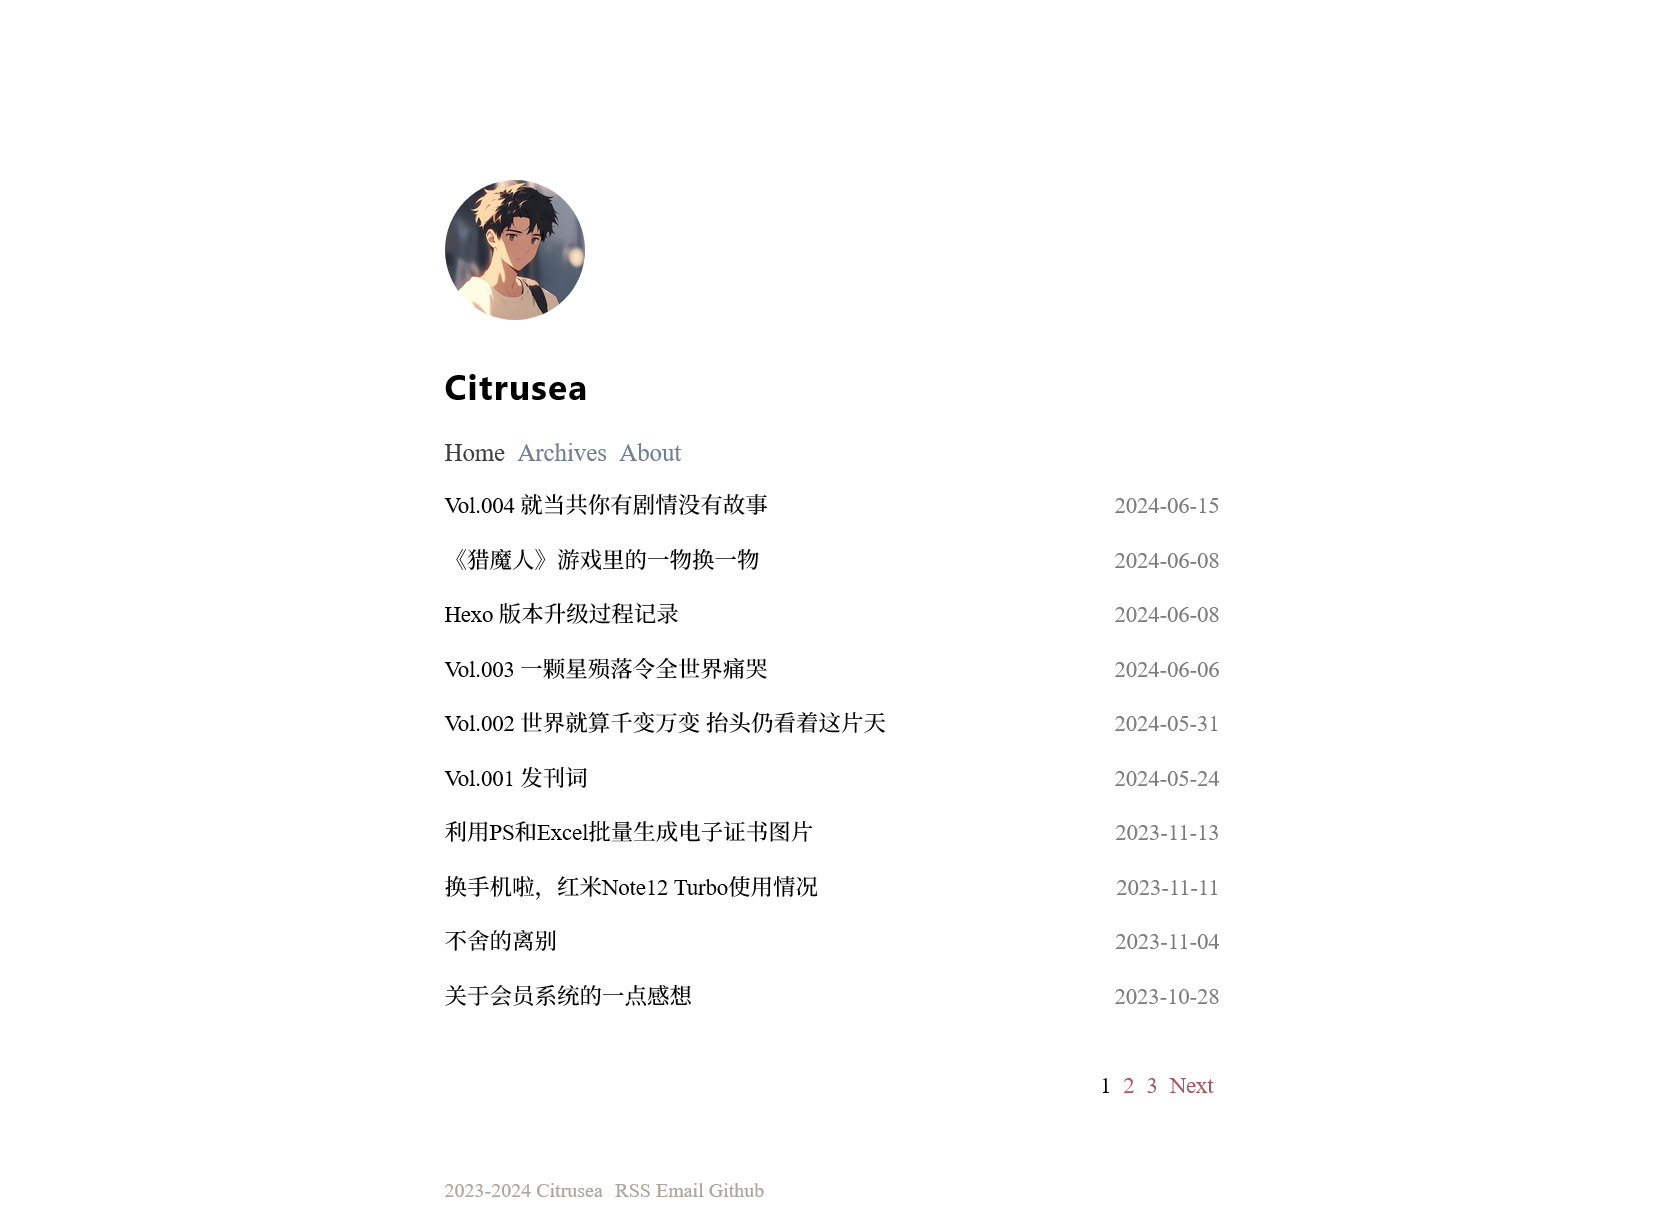 Citrusea
Home Archives About
Vol.004 就当共你有剧情没有故事 2024-06-15
《猎魔人》游戏里的一物换一物 2024-06-08
Hexo 版本升级过程记录 2024-06-08
Vol.003 一颗星殒落令全世界痛哭 2024-06-06
Vol.002 世界就算千变万变 抬头仍看着这片天 2024-05-31
Vol.001 发刊词 2024-05-24
利用PS和Excel批量生成电子证书图片 2023-11-13
换手机啦，红米Note12 Turbo使用情况 2023-11-11
不舍的离别 2023-11-04
关于会员系统的一点感想 2023-10-28
1 2 3 Next
2023-2024 Citrusea RSS Email Github